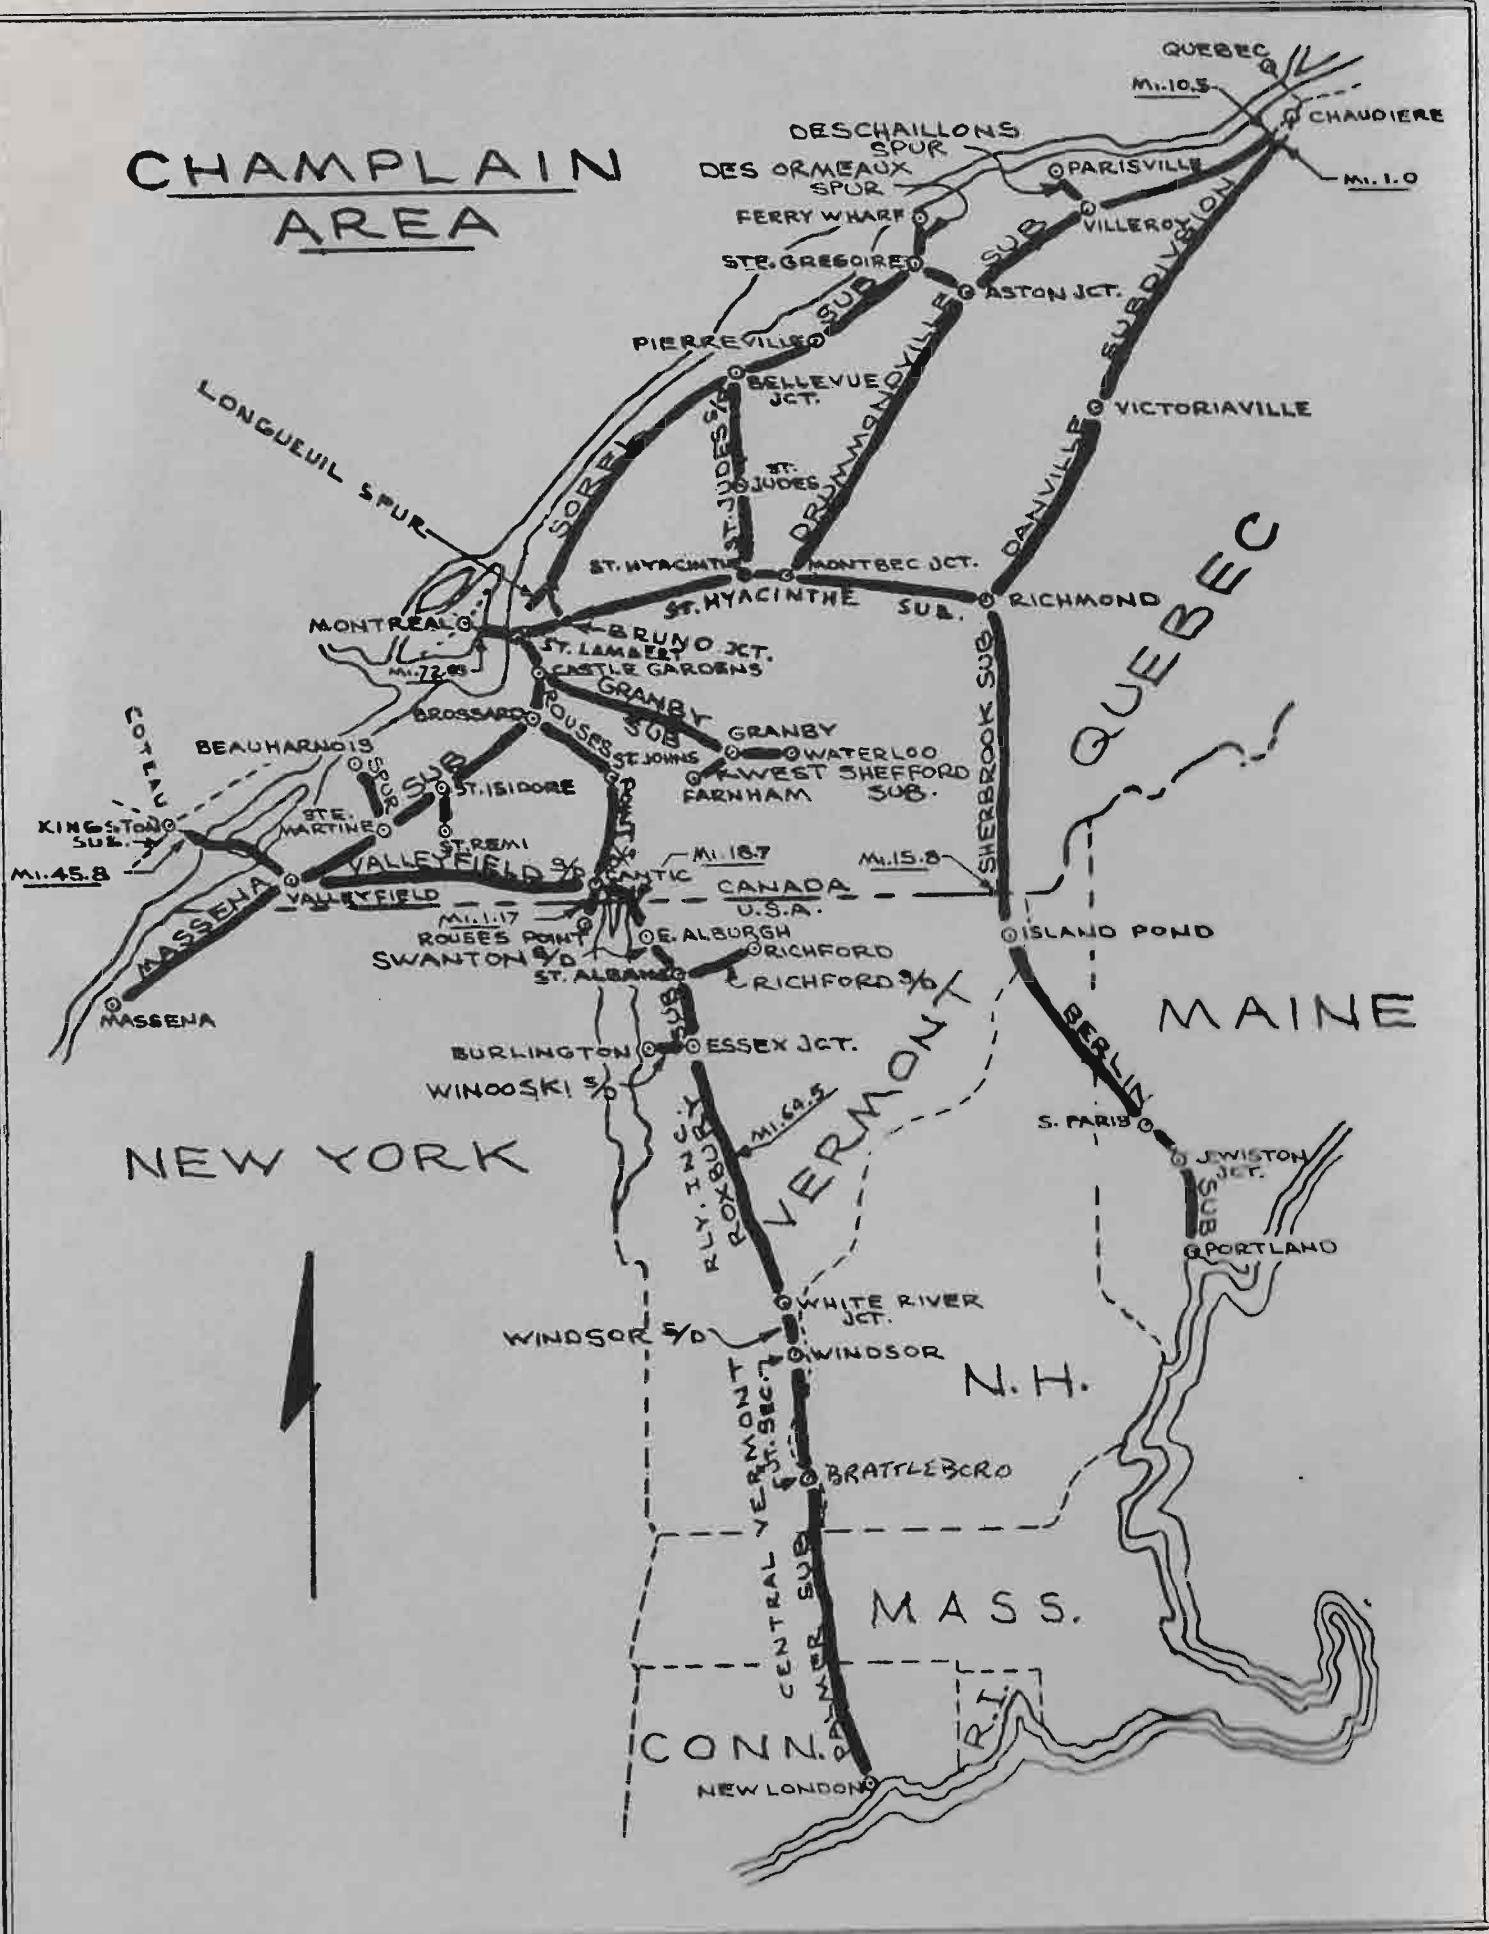 CHAMPLAIN
AREA
QUEBEC
MI.10.5
CHAUDIERE
DESCHAILLONS
SPUR
DES ORMEAUX
SPUR
PARISVILLE
MI.1.0
FERRY WHARF
VILLEROY
STE. GREGOIRE
SUB
ASTON JCT.
SUBDIVISION
SUB
PIERREVILLE
BELLEVUE
JCT.
DRUMMONDVILLE
VICTORIAVILLE
LONGUEUIL SPUR
SOREL
ST. JUDES S/D
ST.
JUDES
DANVILLE
ST. HYACINTHE
MONTBEC JCT.
ST. HYACINTHE
SUB.
RICHMOND
MONTREAL
BRUNO JCT.
ST. LAMBERT
CASTLE GARDENS
QUEBEC
GRANBY
SUB
BROSSARD
ROUSES
POINT
GRANBY
WATERLOO
ST. JOHNS
WEST SHEFFORD
SUB.
FARNHAM
SHERBROOK SUB
COTEAU
BEAUHARNOIS
SPUR
SUB
ST. ISIDORE
STE.
MARTINE
ST. REMI
KINGSTON
SUB.
MI.45.8
VALLEYFIELD S/D
CANTIC
MI.18.7
MI.15.8
VALLEYFIELD
MASSENA
CANADA
U.S.A.
MI.1.17
ROUSES POINT
E. ALBURGH
ISLAND POND
SWANTON S/D
RICHFORD
ST. ALBANS
RICHFORD S/D
MASSENA
SUB
MAINE
BURLINGTON
ESSEX JCT.
WINOOSKI S/D
BERLIN
VERMONT
MI.64.5
S. PARIS
NEW YORK
RLY. INC.
ROXBURY
LEWISTON
JCT.
SUB
PORTLAND
WHITE RIVER
JCT.
WINDSOR S/D
WINDSOR
N.H.
CENTRAL VERMONT
JT. SEC.
BRATTLEBORO
PALMER SUB
MASS.
CONN.
R.I.
NEW LONDON